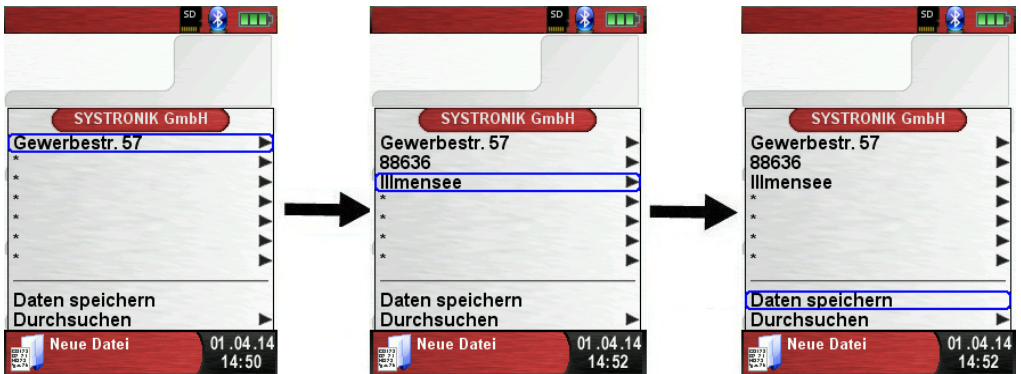 SD
SYSTRONIK GmbH
Gewerbestr. 57
*
*
*
*
*
*
Daten speichern
Durchsuchen
Neue Datei
01.04.14
14:50
SD
SYSTRONIK GmbH
Gewerbestr. 57
88636
Illmensee
*
*
*
*
Daten speichern
Durchsuchen
Neue Datei
01.04.14
14:52
SD
SYSTRONIK GmbH
Gewerbestr. 57
88636
Illmensee
*
*
*
*
Daten speichern
Durchsuchen
Neue Datei
01.04.14
14:52